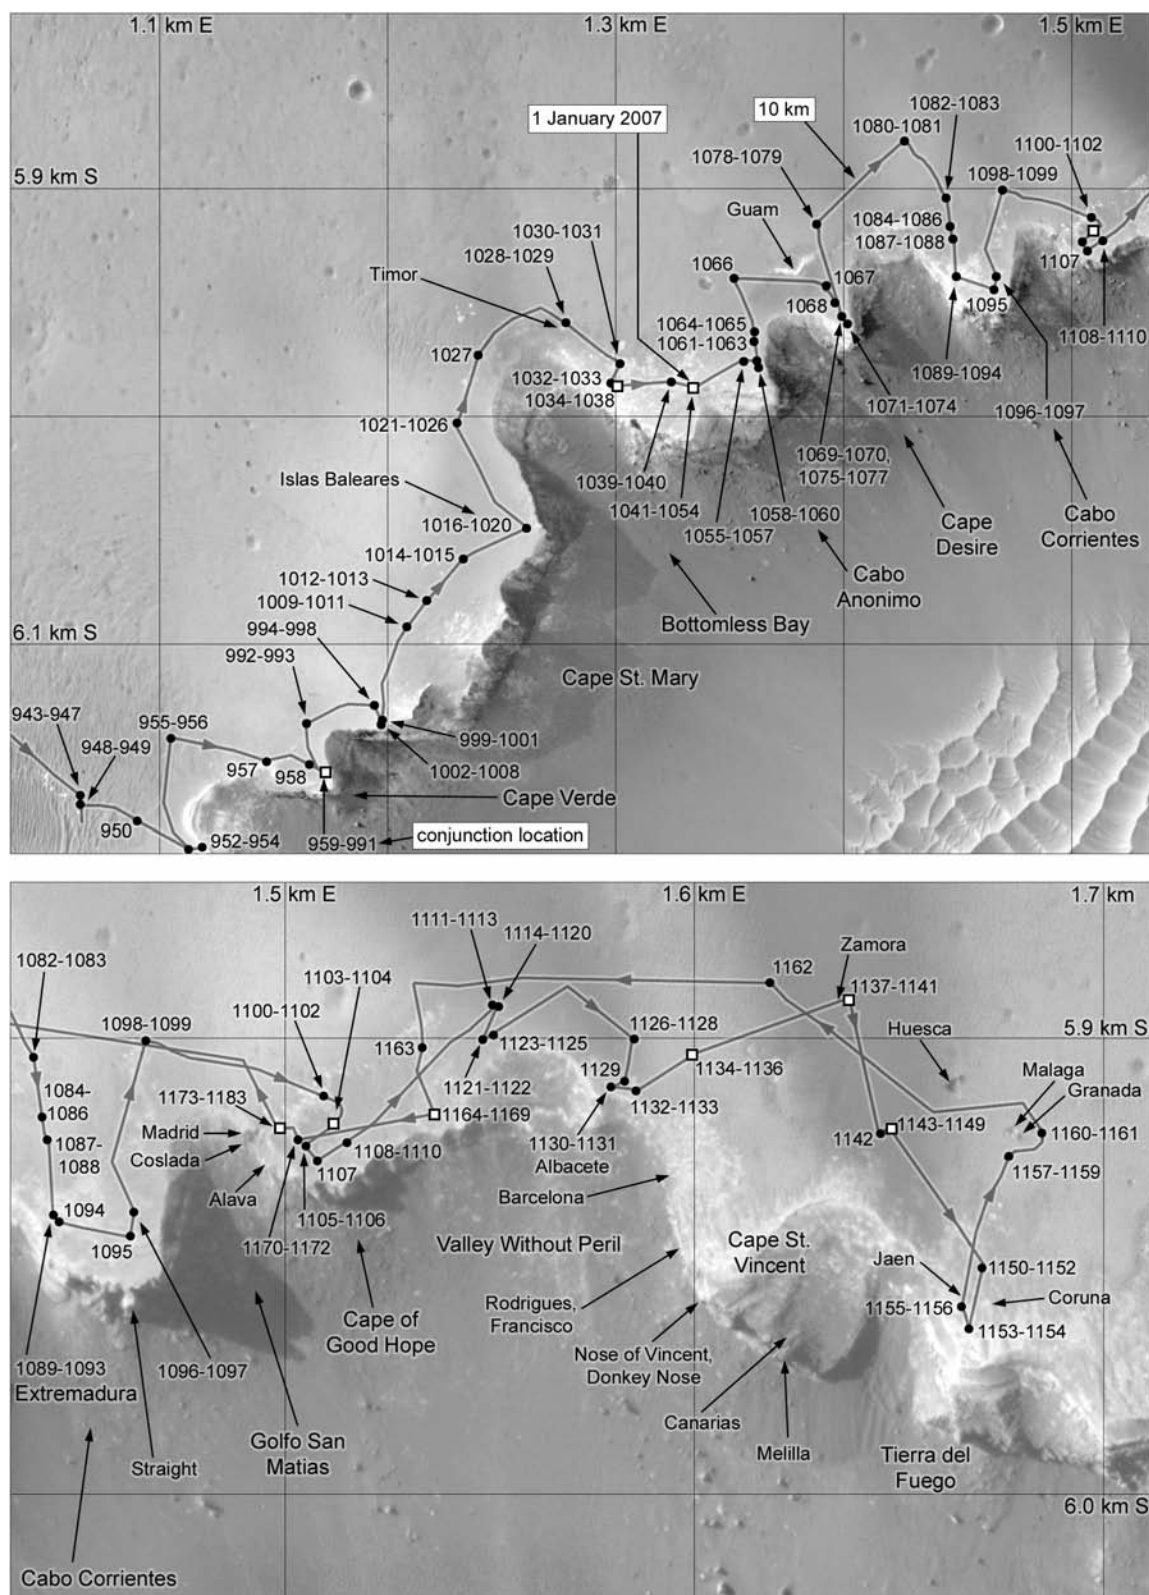 1.1 km E
1.3 km E
1.5 km E
1082-1083
10 km
1 January 2007
1080-1081
1100-1102
1078-1079
1098-1099
5.9 km S
Guam
1084-1086
1030-1031
1087-1088
1028-1029
1107
Timor
1066
1067
1068
1095
1064-1065
1061-1063
1108-1110
1027
1032-1033
1034-1038
1089-1094
1071-1074
1096-1097
1021-1026
1069-1070,
1075-1077
1039-1040
1041-1054
Islas Baleares
1058-1060
1055-1057
Cape
Desire
Cabo
Corrientes
1016-1020
1014-1015
1012-1013
1009-1011
Cabo
Anonimo
994-998
Bottomless Bay
6.1 km S
992-993
Cape St. Mary
943-947
955-956
948-949
999-1001
957
958
1002-1008
Cape Verde
950
952-954
959-991
conjunction location
1.5 km E
1.6 km E
1.7 km
1111-1113
1114-1120
1082-1083
1103-1104
1162
Zamora
1137-1141
1098-1099
1100-1102
5.9 km S
1126-1128
Huesca
1163
1123-1125
1129
1134-1136
Malaga
Granada
1084-
1086
1173-1183
1121-1122
1132-1133
1164-1169
1143-1149
Madrid
1142
1160-1161
1087-
1088
Coslada
1108-1110
1130-1131
Albacete
1107
1157-1159
Alava
Barcelona
1094
1105-1106
1095
1170-1172
Valley Without Peril
Cape St.
Vincent
Jaen
1150-1152
Rodrigues,
Francisco
1155-1156
Coruna
Cape of
Good Hope
1153-1154
1089-1093
1096-1097
Nose of Vincent,
Donkey Nose
Extremadura
Canarias
Golfo San
Matias
Straight
Melilla
Tierra del
Fuego
6.0 km S
Cabo Corrientes